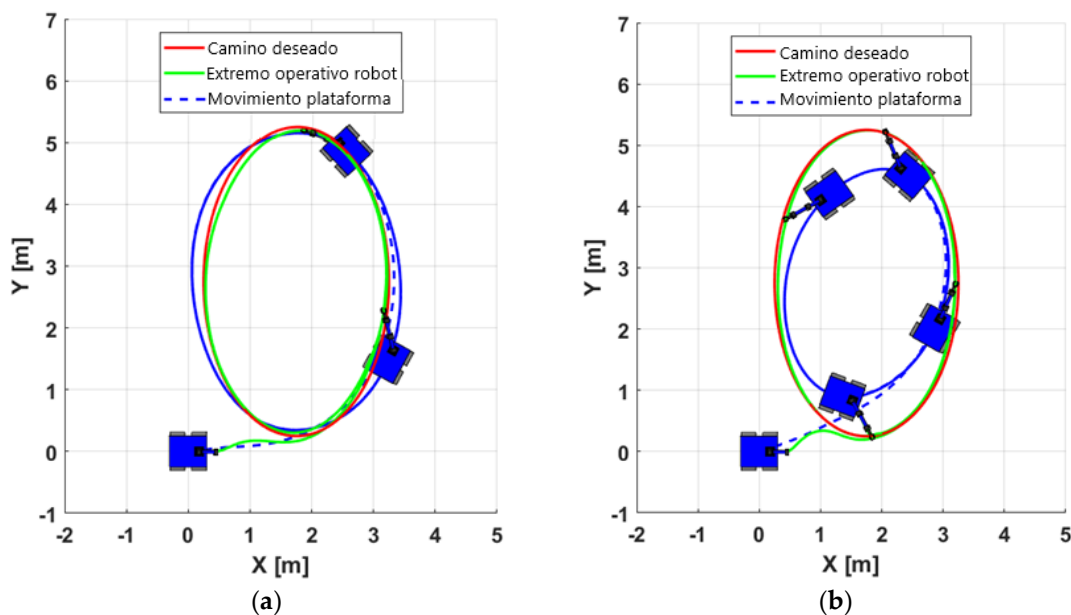 7
6
5
4
3
2
1
0
-1
Y [m]
Camino deseado
Extremo operativo robot
Movimiento plataforma
-2 -1 0 1 2 3 4 5
X [m]
(a)
7
6
5
4
3
2
1
0
-1
Y [m]
Camino deseado
Extremo operativo robot
Movimiento plataforma
-2 -1 0 1 2 3 4 5
X [m]
(b)